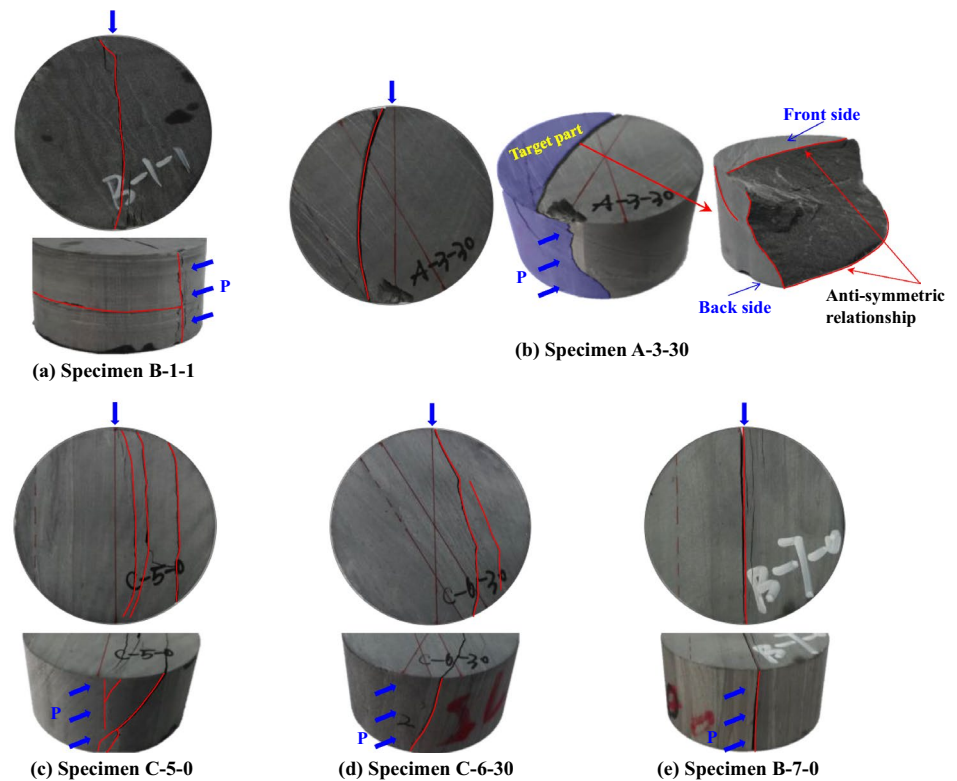 B-1-1
P
(a) Specimen B-1-1
A-3-30
Target part
A-3-30
P
Front side
Back side
Anti-symmetric
relationship
(b) Specimen A-3-30
C-5-0
C-5-0
P
(c) Specimen C-5-0
C-6-30
C-6-30
P
2
(d) Specimen C-6-30
B-7-0
P
(e) Specimen B-7-0